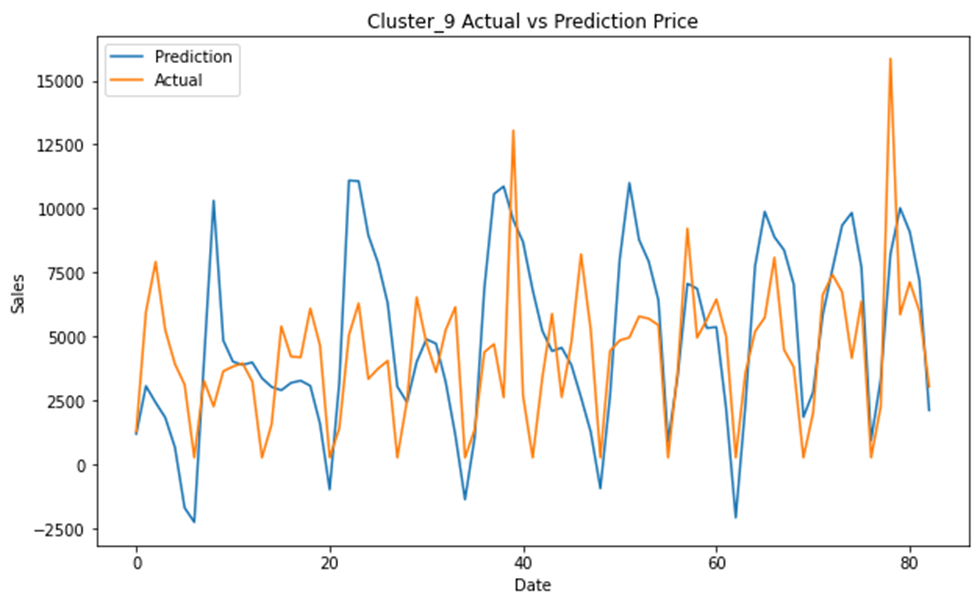 Cluster_9 Actual vs Prediction Price
Prediction
Actual
15000
12500
10000
7500
5000
2500
0
−2500
Sales
0 20 40 60 80
Date